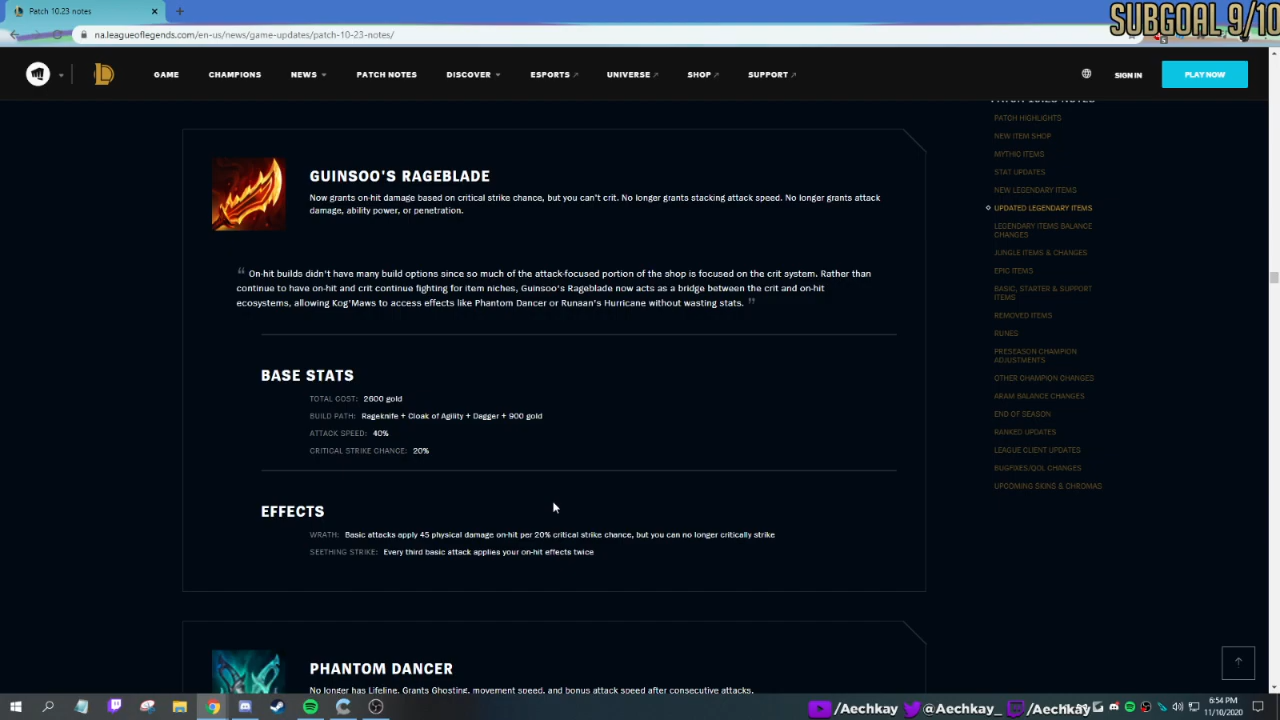 Patch 10.23 notes
SUBGOAL 9/10
na.leagueoflegends.com/en-us/news/game-updates/patch-10-23-notes/
GAME
CHAMPIONS
NEWS
PATCH NOTES
DISCOVER
ESPORTS
UNIVERSE
SHOP
SUPPORT
SIGN IN
PLAY NOW
PATCH 10.23 NOTES
PATCH HIGHLIGHTS
NEW ITEM SHOP
MYTHIC ITEMS
STAT UPDATES
NEW LEGENDARY ITEMS
UPDATED LEGENDARY ITEMS
LEGENDARY ITEMS BALANCE
CHANGES
JUNGLE ITEMS & CHANGES
EPIC ITEMS
BASIC, STARTER & SUPPORT
ITEMS
REMOVED ITEMS
RUNES
PRESEASON CHAMPION
ADJUSTMENTS
OTHER CHAMPION CHANGES
ARAM BALANCE CHANGES
END OF SEASON
RANKED UPDATES
LEAGUE CLIENT UPDATES
BUGFIXES/QOL CHANGES
UPCOMING SKINS & CHROMAS
GUINSOO'S RAGEBLADE
Now grants on-hit damage based on critical strike chance, but you can't crit. No longer grants stacking attack speed. No longer grants attack
damage, ability power, or penetration.
“ On-hit builds didn't have many build options since so much of the attack-focused portion of the shop is focused on the crit system. Rather than
continue to have on-hit and crit continue fighting for item niches, Guinsoo's Rageblade now acts as a bridge between the crit and on-hit
ecosystems, allowing Kog'Maws to access effects like Phantom Dancer or Runaan's Hurricane without wasting stats. ”
BASE STATS
TOTAL COST: 2600 gold
BUILD PATH: Rageknife + Cloak of Agility + Dagger + 900 gold
ATTACK SPEED: 40%
CRITICAL STRIKE CHANCE: 20%
EFFECTS
WRATH: Basic attacks apply 45 physical damage on-hit per 20% critical strike chance, but you can no longer critically strike
SEETHING STRIKE: Every third basic attack applies your on-hit effects twice
PHANTOM DANCER
No longer has Lifeline. Grants Ghosting, movement speed, and bonus attack speed after consecutive attacks.
/Aechkay
@Aechkay_
/Aechkay
6:54 PM
11/10/2020